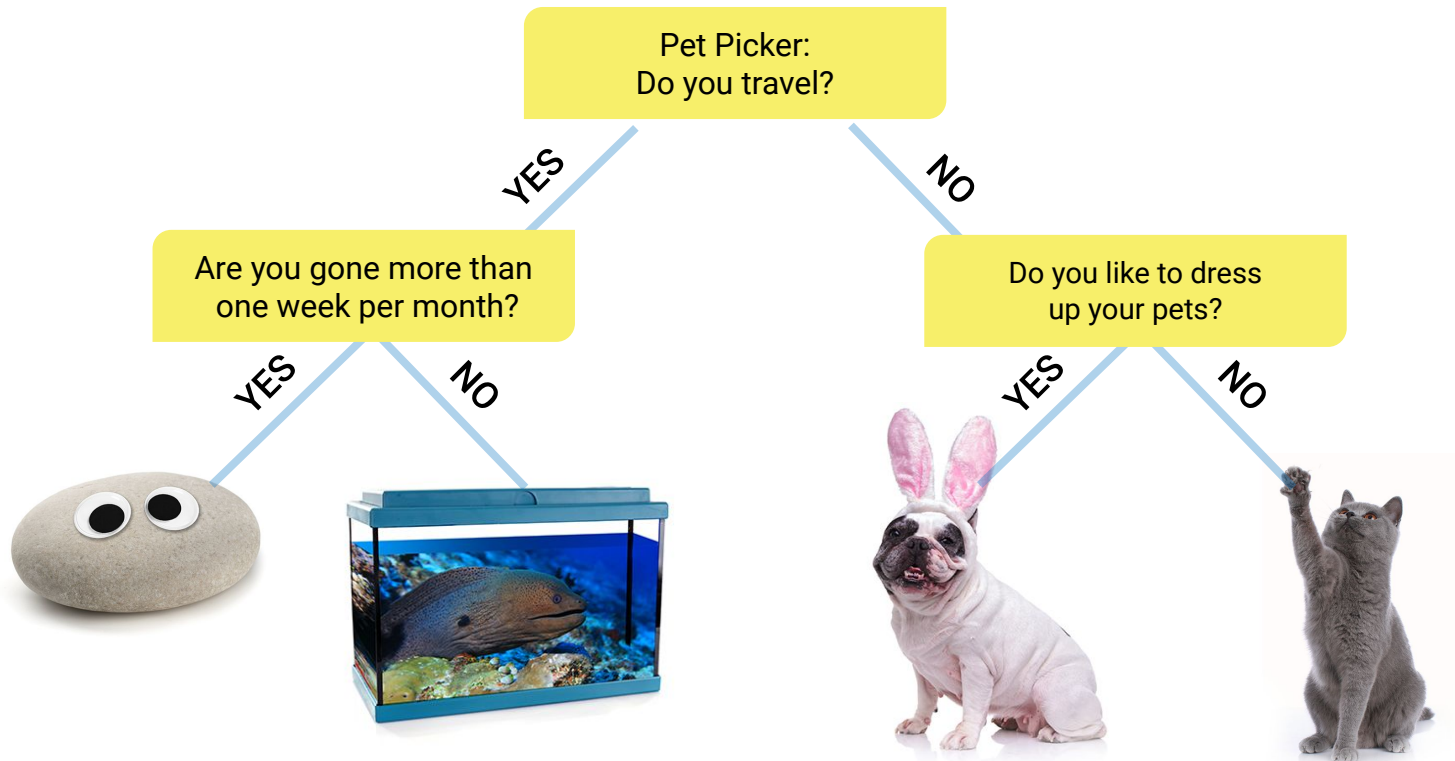 Pet Picker:
Do you travel?
YES
NO
Are you gone more than
one week per month?
Do you like to dress
up your pets?
YES
NO
YES
NO